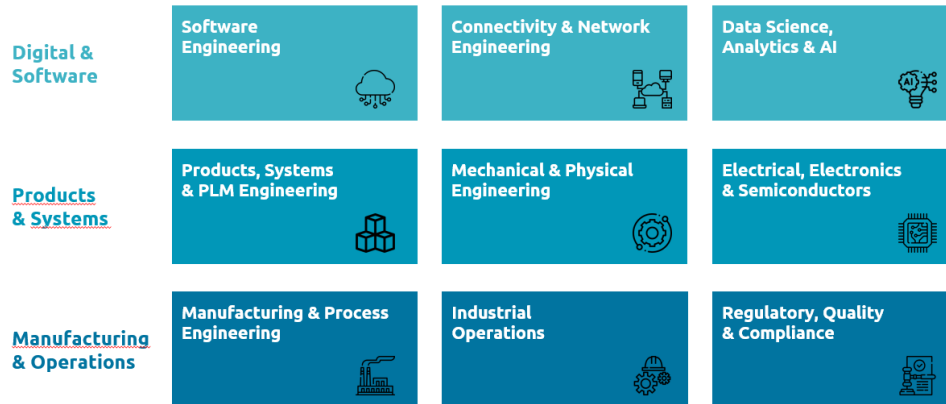 Digital &
Software
Software
Engineering
Connectivity & Network
Engineering
Data Science,
Analytics & AI
AI
Products
& Systems
Products, Systems
& PLM Engineering
Mechanical & Physical
Engineering
Electrical, Electronics
& Semiconductors
Manufacturing
& Operations
Manufacturing & Process
Engineering
Industrial
Operations
Regulatory, Quality
& Compliance